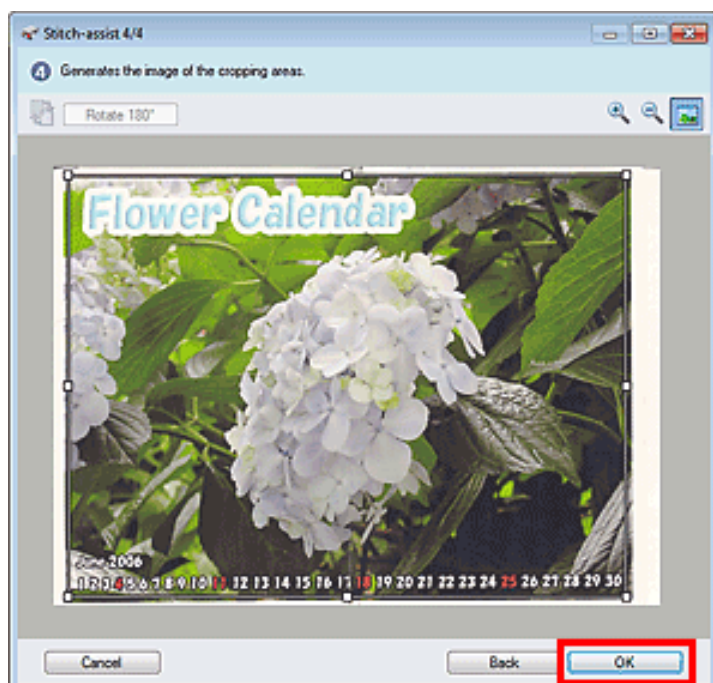 Stitch-assist 4/4
4 Generates the image of the cropping areas.
Rotate 180°
Flower Calendar
June 2006
1 2 3 4 5 6 7 8 9 10 11 12 13 14 15 16 17 18 19 20 21 22 23 24 25 26 27 28 29 30
Cancel Back OK